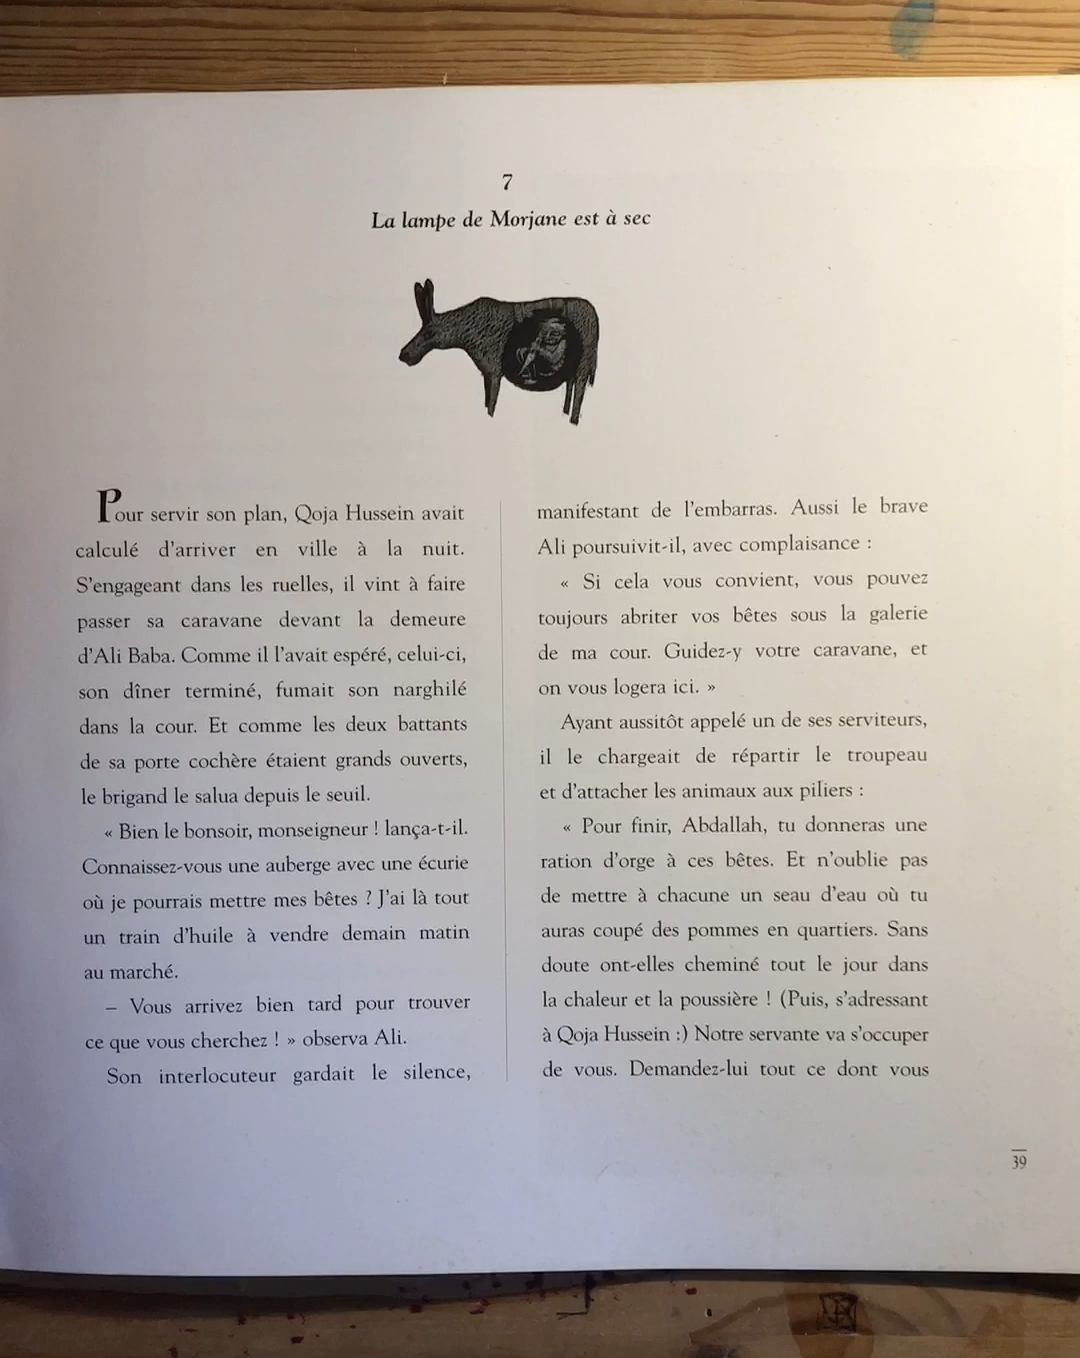 7
La lampe de Morjane est à sec
Pour servir son plan, Qoja Hussein avait
calculé d'arriver en ville à la nuit.
S'engageant dans les ruelles, il vint à faire
passer sa caravane devant la demeure
d'Ali Baba. Comme il l'avait espéré, celui-ci,
son dîner terminé, fumait son narghilé
dans la cour. Et comme les deux battants
de sa porte cochère étaient grands ouverts,
le brigand le salua depuis le seuil.
« Bien le bonsoir, monseigneur ! lança-t-il.
Connaissez-vous une auberge avec une écurie
où je pourrais mettre mes bêtes ? J'ai là tout
un train d'huile à vendre demain matin
au marché.
– Vous arrivez bien tard pour trouver
ce que vous cherchez ! » observa Ali.
Son interlocuteur gardait le silence,
manifestant de l'embarras. Aussi le brave
Ali poursuivit-il, avec complaisance :
« Si cela vous convient, vous pouvez
toujours abriter vos bêtes sous la galerie
de ma cour. Guidez-y votre caravane, et
on vous logera ici. »
Ayant aussitôt appelé un de ses serviteurs,
il le chargeait de répartir le troupeau
et d'attacher les animaux aux piliers :
« Pour finir, Abdallah, tu donneras une
ration d'orge à ces bêtes. Et n'oublie pas
de mettre à chacune un seau d'eau où tu
auras coupé des pommes en quartiers. Sans
doute ont-elles cheminé tout le jour dans
la chaleur et la poussière ! (Puis, s'adressant
à Qoja Hussein :) Notre servante va s'occuper
de vous. Demandez-lui tout ce dont vous
39